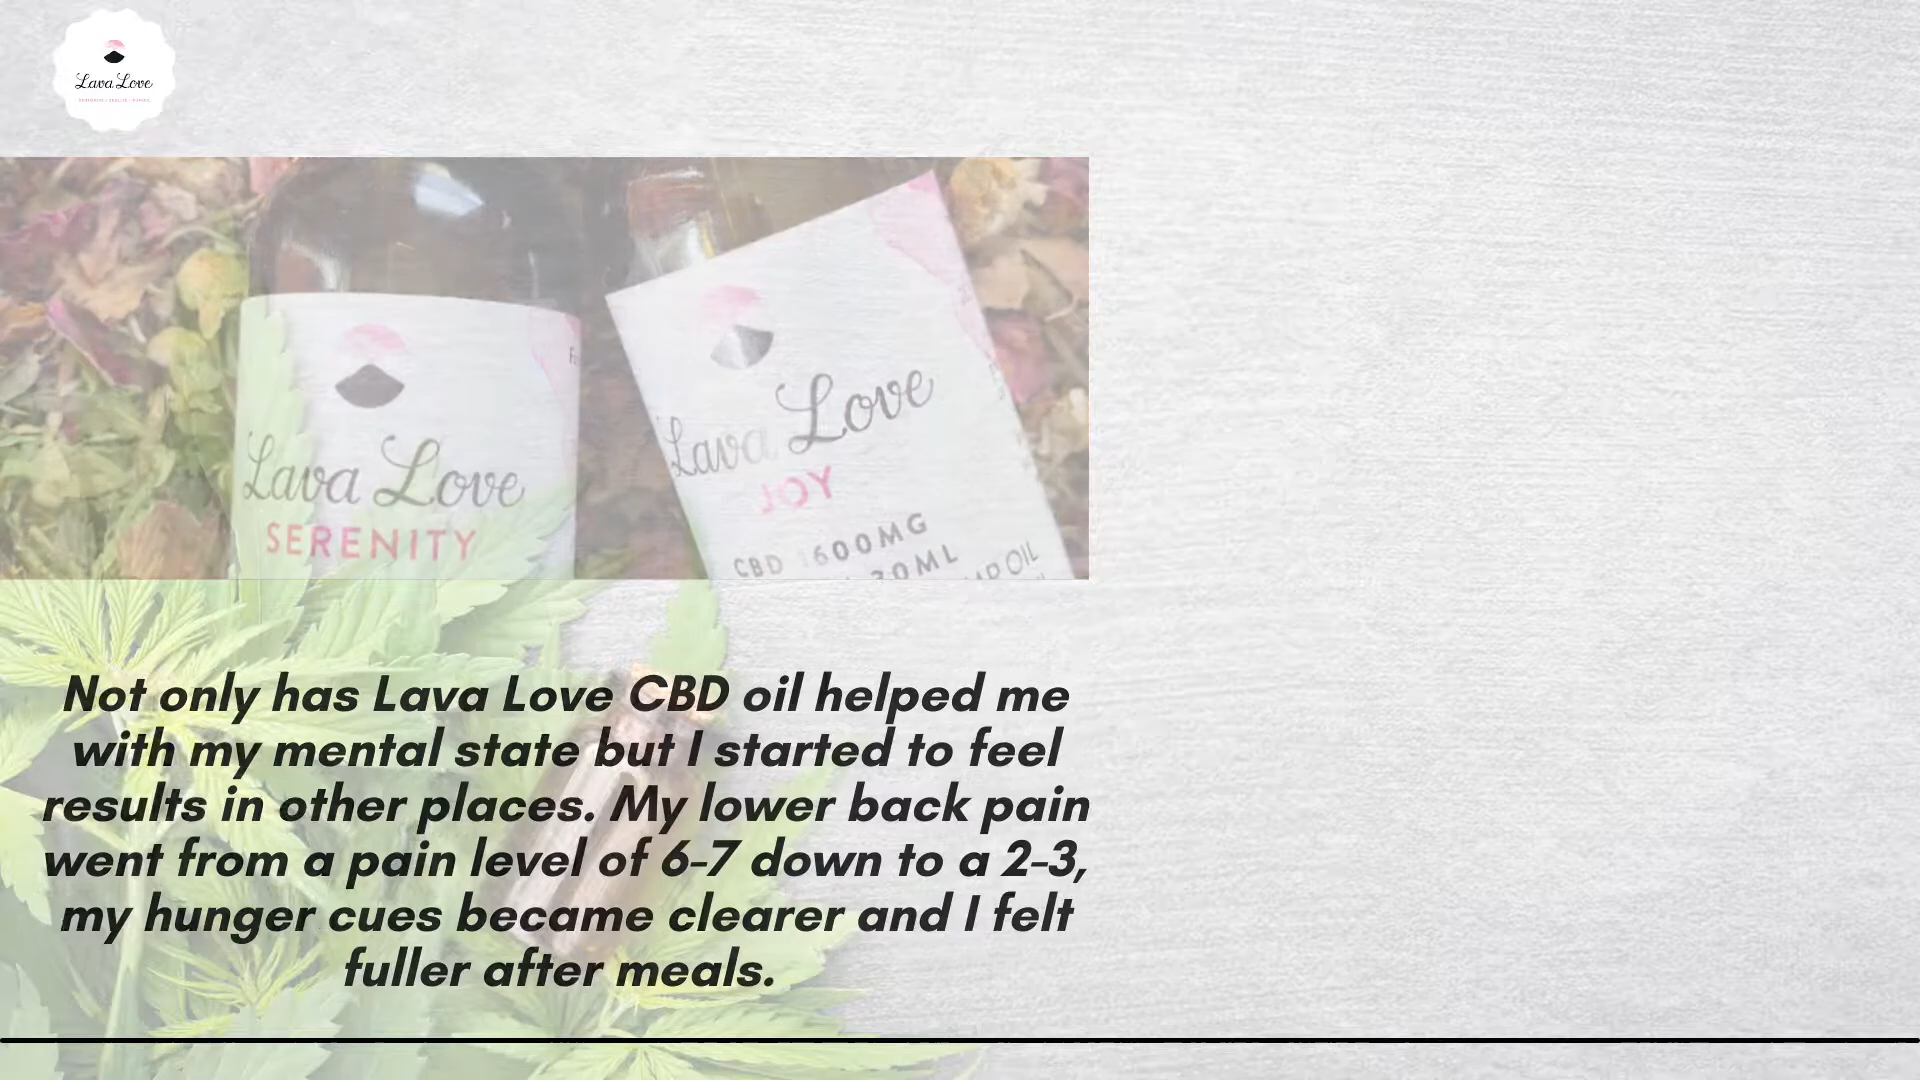 Lava Love
Lava Love
SERENITY
Lava Love
JOY
CBD 1600MG
30ML
OIL
Not only has Lava Love CBD oil helped me
with my mental state but I started to feel
results in other places. My lower back pain
went from a pain level of 6-7 down to a 2-3,
my hunger cues became clearer and I felt
fuller after meals.